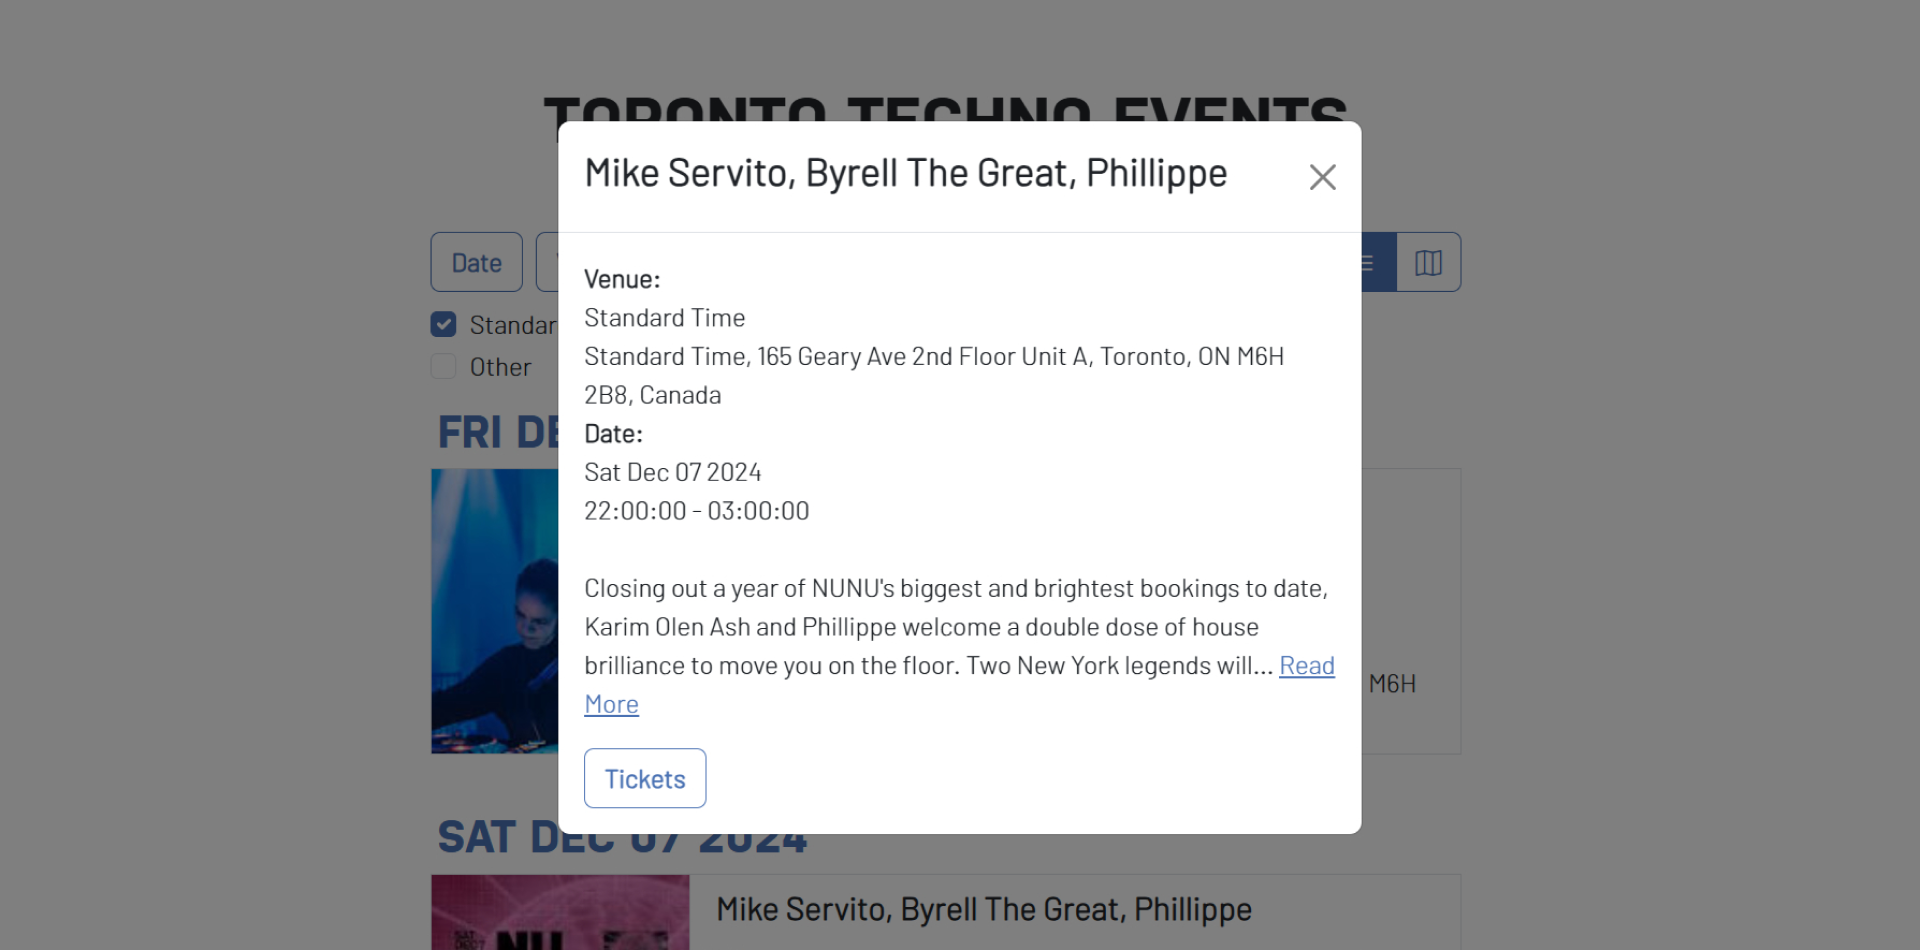 TORONTO TECHNO EVENTS
Mike Servito, Byrell The Great, Phillippe
Date
Standar
Other
Venue:
Standard Time
Standard Time, 165 Geary Ave 2nd Floor Unit A, Toronto, ON M6H
2B8, Canada
Date:
Sat Dec 07 2024
22:00:00 - 03:00:00
FRI DE
Closing out a year of NUNU's biggest and brightest bookings to date,
Karim Olen Ash and Phillippe welcome a double dose of house
brilliance to move you on the floor. Two New York legends will... Read
More
M6H
Tickets
SAT DEC 07 2024
Mike Servito, Byrell The Great, Phillippe
NU